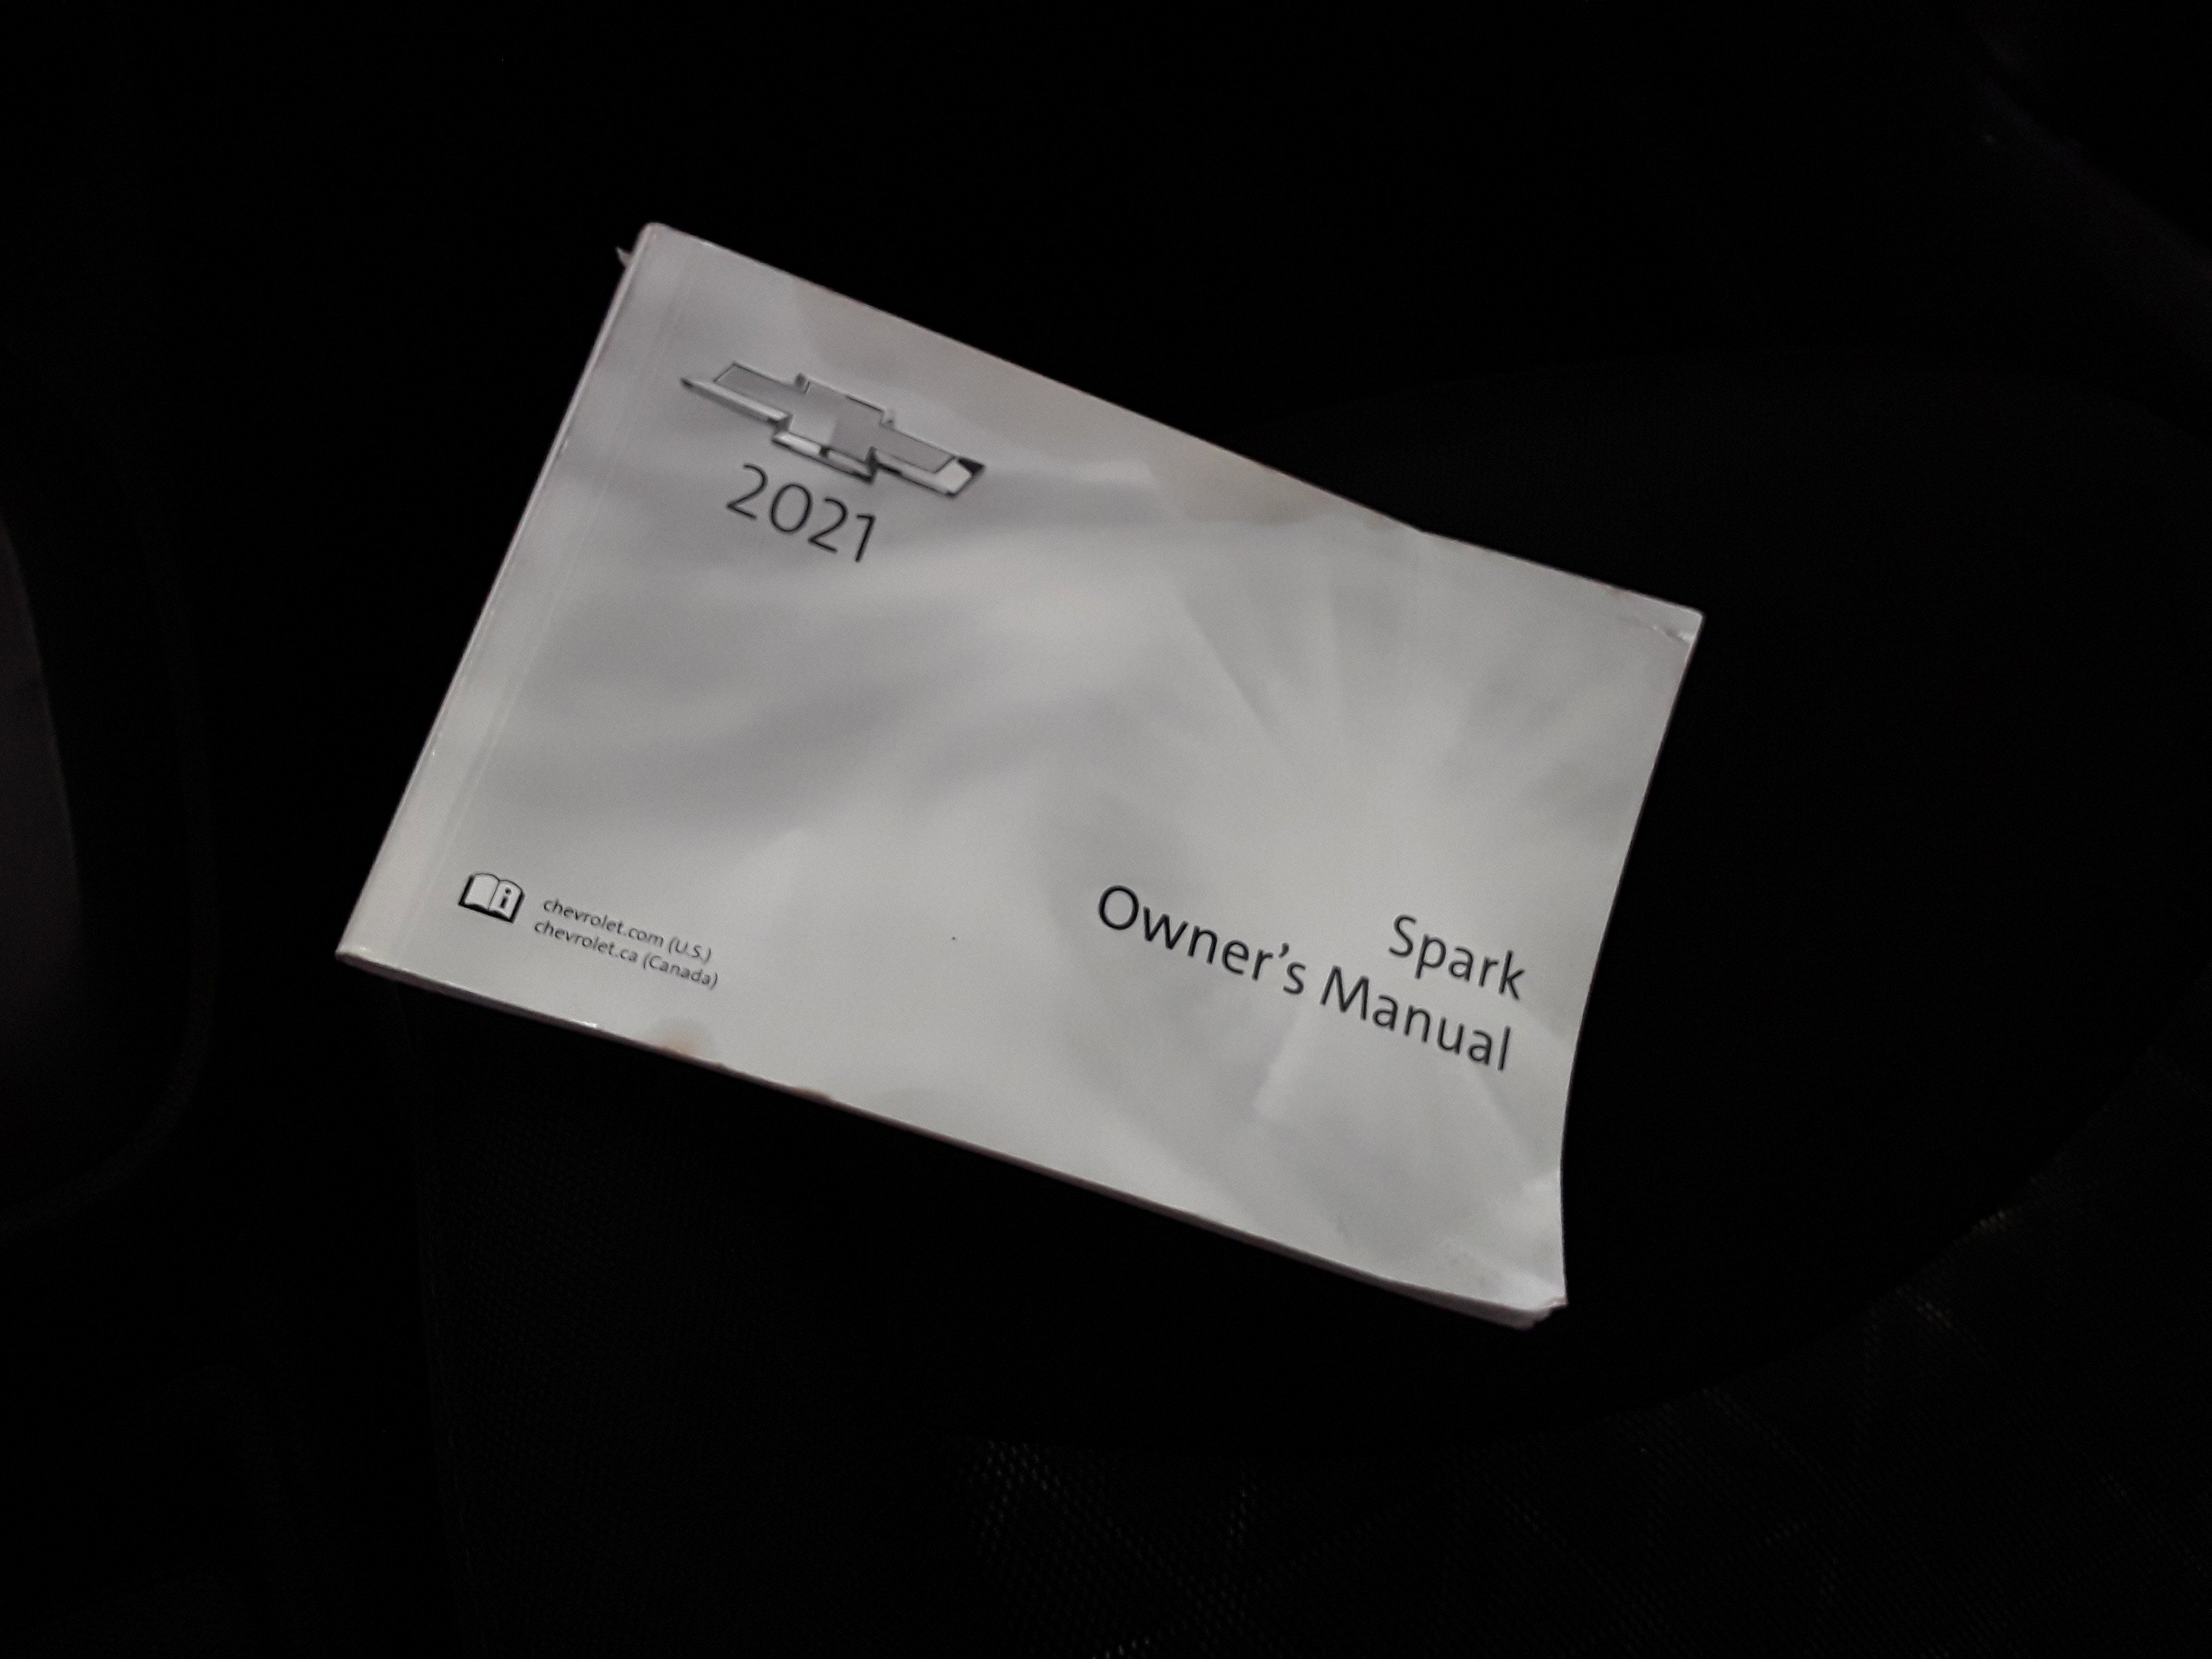 2021
Spark
Owner's Manual
i
chevrolet.com (U.S.)
chevrolet.ca (Canada)